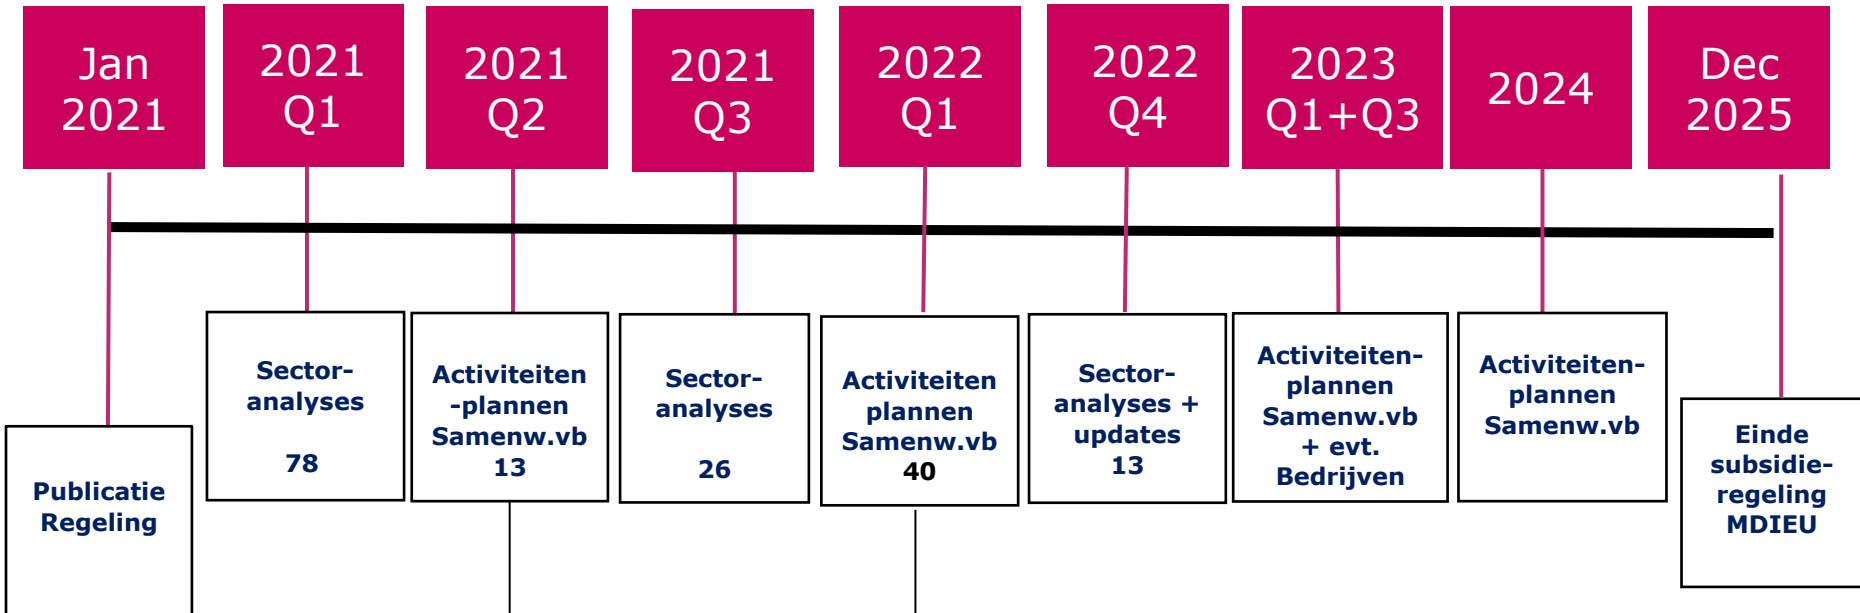 Jan
2021
2021
Q1
2021
Q2
2021
Q3
2022
Q1
2022
Q4
2023
Q1+Q3
2024
Dec
2025
Publicatie
Regeling
Sector-
analyses
78
Activiteiten
-plannen
Samenw.vb
13
Sector-
analyses
26
Activiteiten
plannen
Samenw.vb
40
Sector-
analyses +
updates
13
Activiteiten-
plannen
Samenw.vb
+ evt.
Bedrijven
Activiteiten-
plannen
Samenw.vb
Einde
subsidie-
regeling
MDIEU